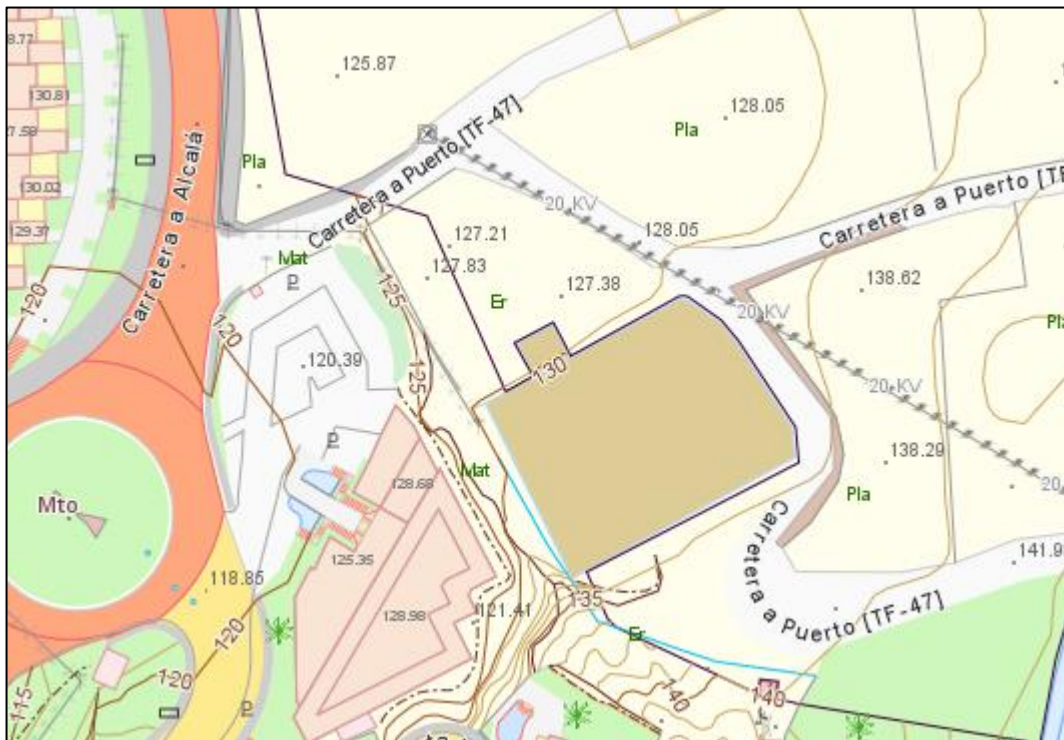 125.87
130.81
128.05
Pla
Carretera a Puerto [TF-47]
Pla
130.02
Carretera a Alcalá
20 KV
129.37
127.21
128.05
Carretera a Puerto [TF
Mat
127.83
125
Er
127.38
138.62
120
20 KV
Pla
120
120.39
125
130
20 KV
138.29
Mat
128.68
Pla
20
Mto
125.35
Carretera a Puerto [TF-47]
141.9
118.85
128.98
121.41
135
120
Er
120
140
140
115